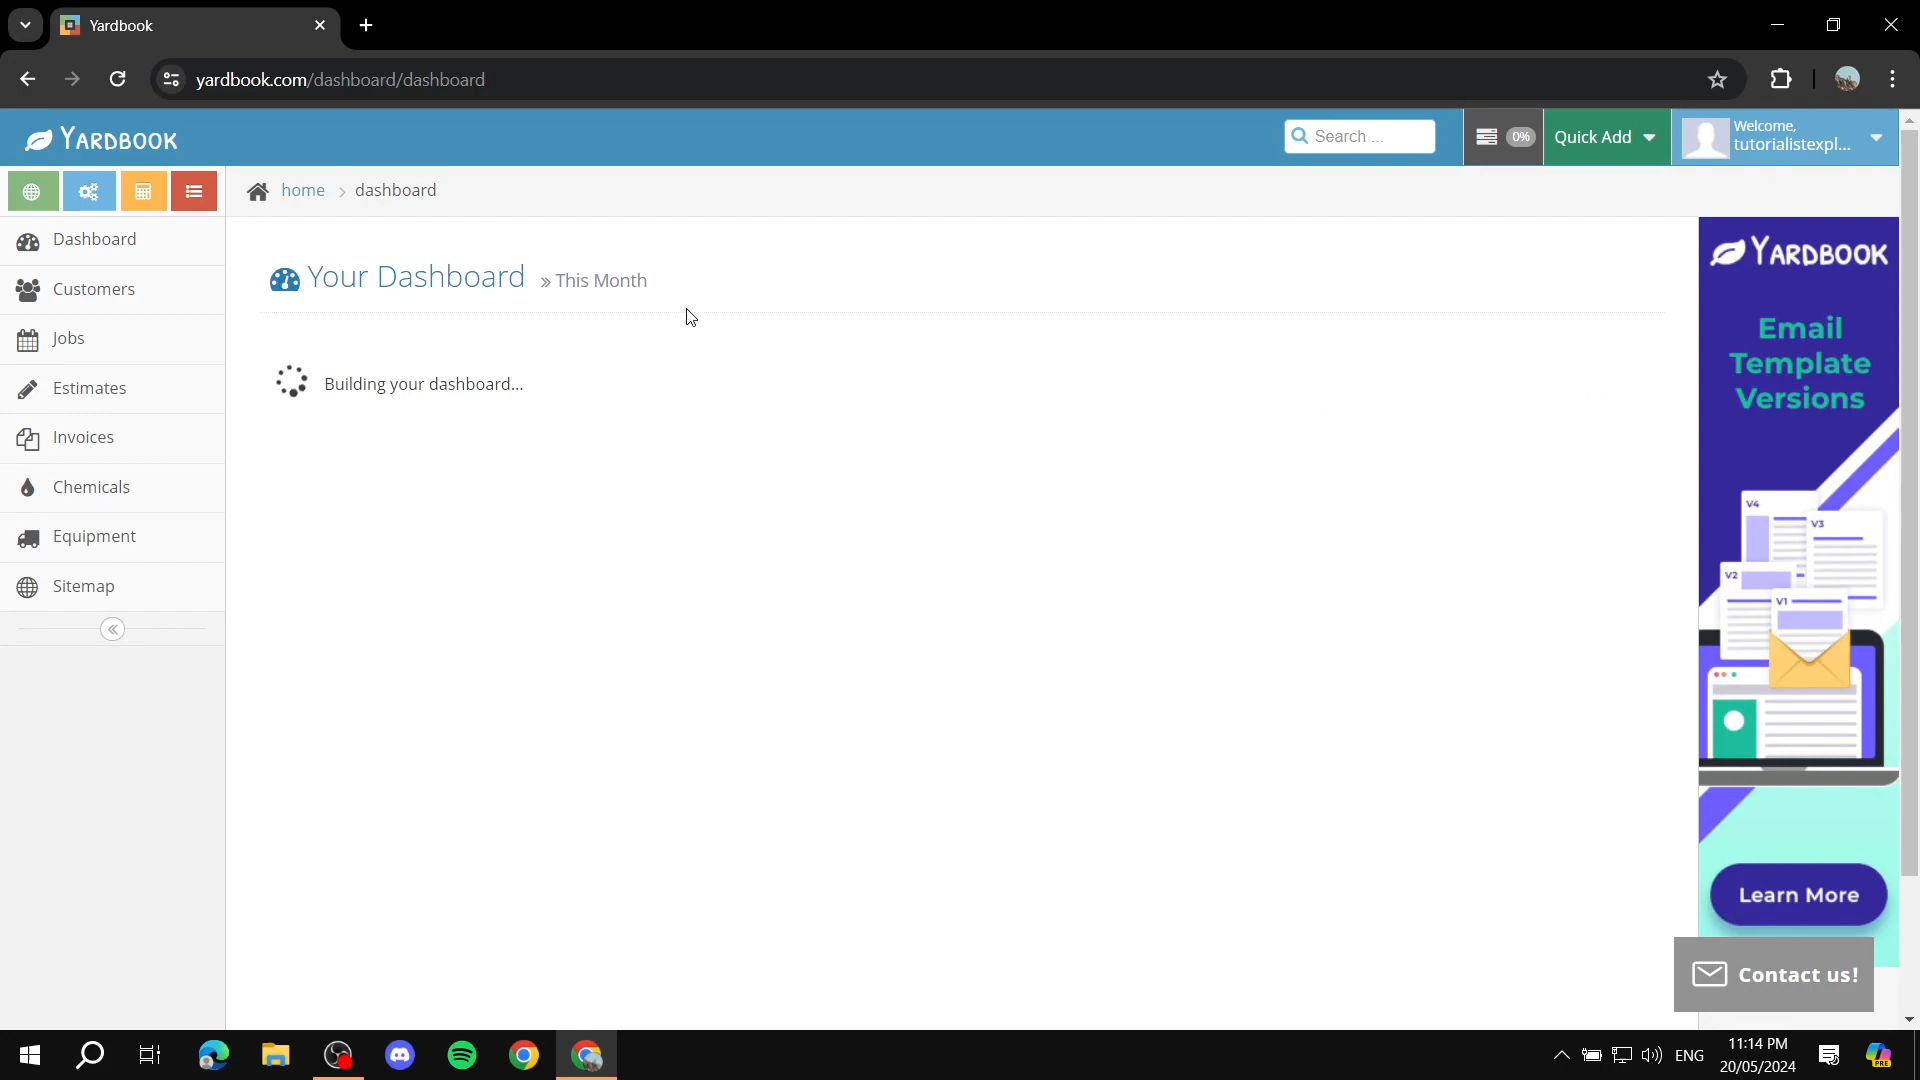 Yardbook
yardbook.com/dashboard/dashboard
YARDBOOK
Search ...
0%
Quick Add
Welcome,
tutorialistexpl...
home
dashboard
Dashboard
Customers
Jobs
Estimates
Invoices
Chemicals
Equipment
Sitemap
Your Dashboard » This Month
Building your dashboard...
YARDBOOK
Email
Template
Versions
V4
V3
V2
V1
Learn More
Contact us!
ENG
11:14 PM
20/05/2024
PRE